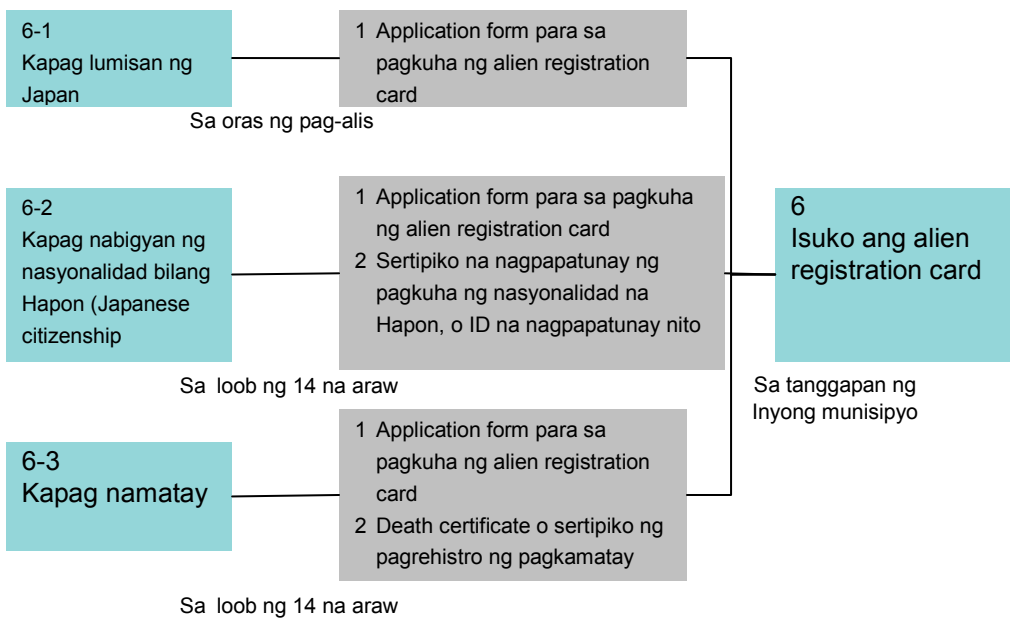 6-1
Kapag lumisan ng
Japan
1 Application form para sa
pagkuha ng alien registration
card
Sa oras ng pag-alis
6-2
Kapag nabigyan ng
nasyonalidad bilang
Hapon (Japanese
citizenship
1 Application form para sa pagkuha
ng alien registration card
2 Sertipiko na nagpapatunay ng
pagkuha ng nasyonalidad na
Hapon, o ID na nagpapatunay nito
6
Isuko ang alien
registration card
Sa loob ng 14 na araw
Sa tanggapan ng
Inyong munisipyo
6-3
Kapag namatay
1 Application form para sa
pagkuha ng alien registration
card
2 Death certificate o sertipiko ng
pagrehistro ng pagkamatay
Sa loob ng 14 na araw